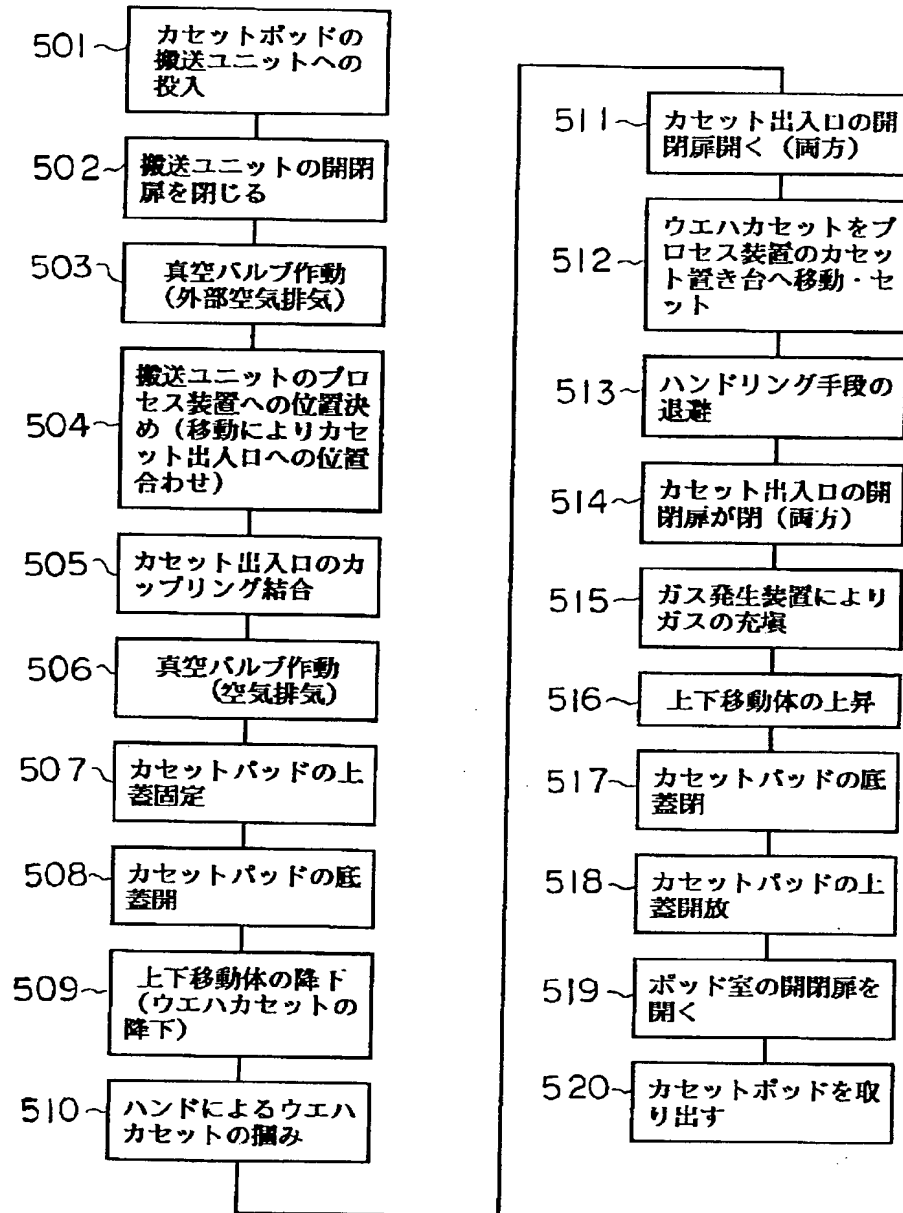 501
カセットポッドの
搬送ユニットへの
投入
502
搬送ユニットの開閉
扉を閉じる
503
真空バルブ作動
(外部空気排気)
504
搬送ユニットのプロ
セス装置への位置決
め（移動によりカセ
ット出入口への位置
合わせ）
505
カセット出入口のカ
ップリング結合
506
真空バルブ作動
(空気排気)
507
カセットパッドの上
蓋固定
508
カセットパッドの底
蓋開
509
上下移動体の降下
（ウエハカセットの
降下）
510
ハンドによるウエハ
カセットの掴み
511
カセット出入口の開
閉扉開く（両方）
512
ウエハカセットをプ
ロセス装置のカセッ
ト置き台へ移動・セ
ット
513
ハンドリング手段の
退避
514
カセット出入口の開
閉扉が閉（両方）
515
ガス発生装置により
ガスの充塡
516
上下移動体の上昇
517
カセットパッドの底
蓋閉
518
カセットパッドの上
蓋開放
519
ポッド室の開閉扉を
開く
520
カセットポッドを取
り出す